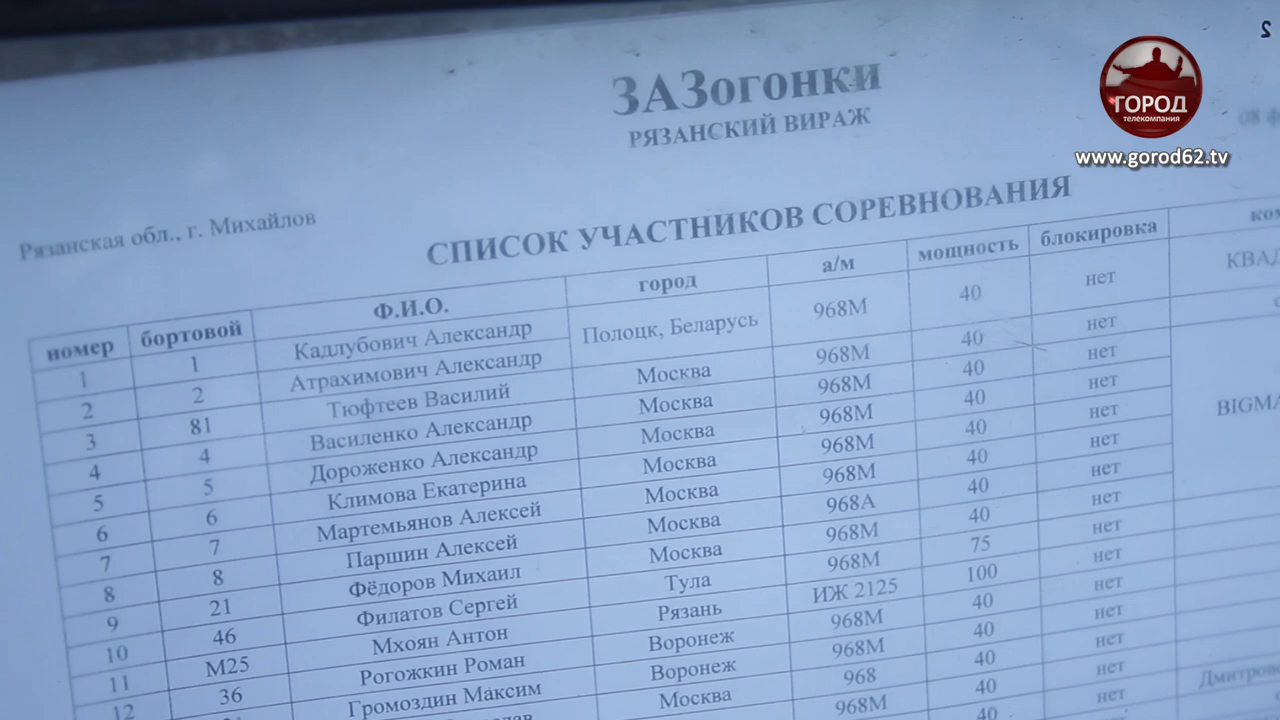 ГОРОД
телекомпания
www.gorod62.tv
ЗАЗогонки
РЯЗАНСКИЙ ВИРАЖ
08
Рязанская обл., г. Михайлов
СПИСОК УЧАСТНИКОВ СОРЕВНОВАНИЯ
номер бортовой Ф.И.О. город а/м мощность блокировка ком
1 1 Кадлубович Александр Полоцк, Беларусь 968М 40 нет КВАД
2 2 Атрахимович Александр
3 81 Тюфтеев Василий Москва 968М 40 нет
4 4 Василенко Александр Москва 968М 40 нет
5 5 Дороженко Александр Москва 968М 40 нет BIGMA
6 6 Климова Екатерина Москва 968М 40 нет
7 7 Мартемьянов Алексей Москва 968М 40 нет
8 8 Паршин Алексей Москва 968А 40 нет
9 21 Фёдоров Михаил Москва 968М 40 нет
10 46 Филатов Сергей Тула 968М 75 нет
11 М25 Мхоян Антон Рязань ИЖ 2125 100 нет
12 36 Рогожкин Роман Воронеж 968М 40 нет
Громоздин Максим Воронеж 968М 40 нет
Москва 968 40 нет Дмитров
968М 40 нет